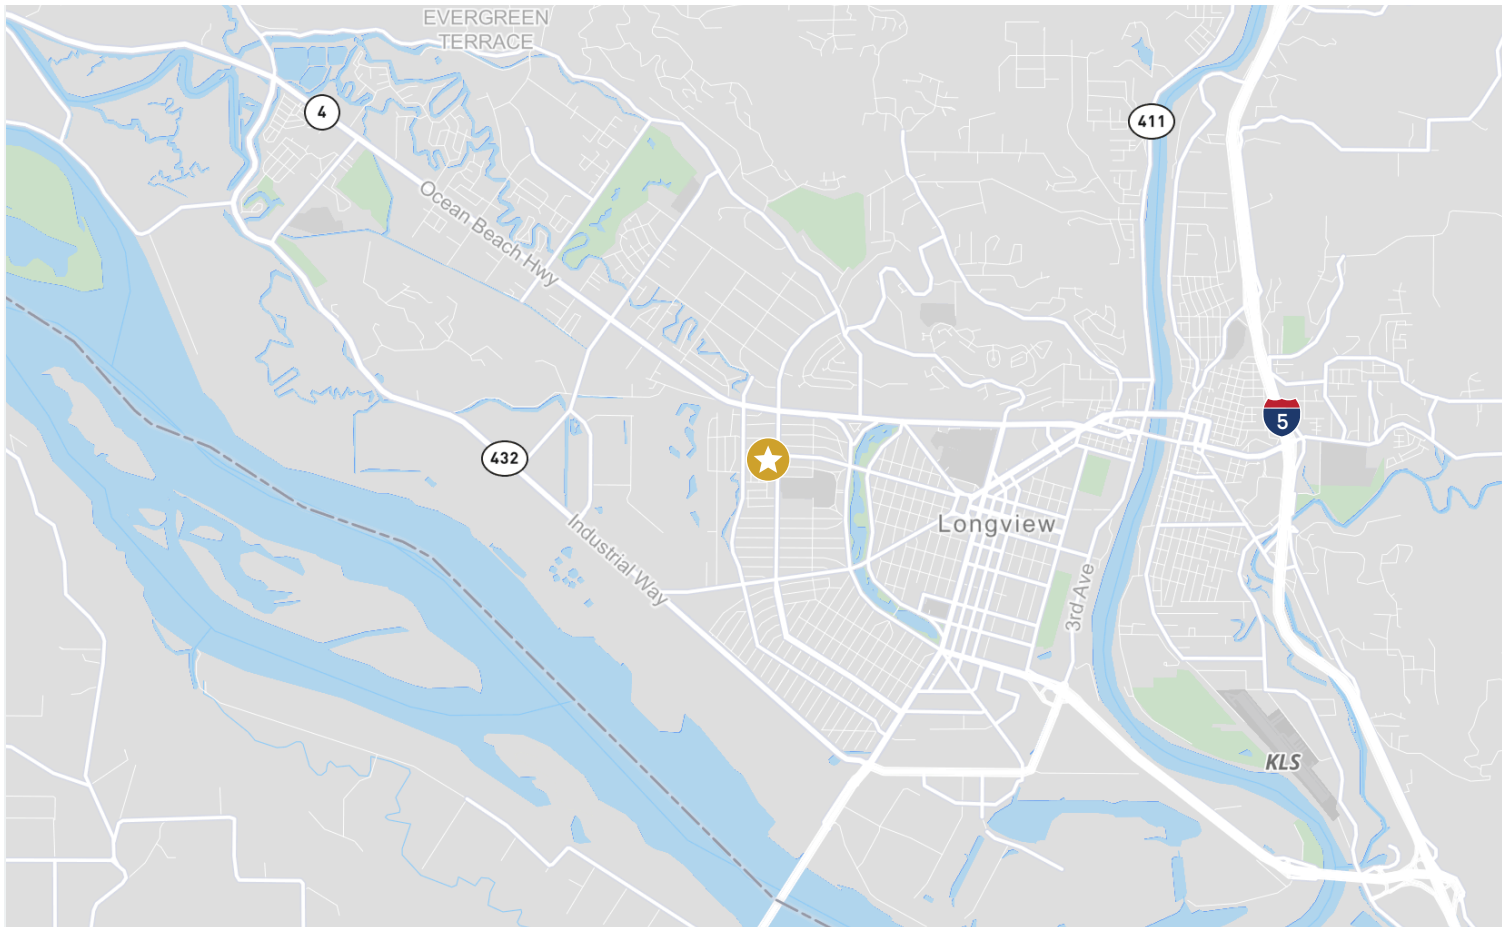 EVERGREEN
TERRACE
4
411
Ocean Beach Hwy
5
432
Longview
Industrial Way
3rd Ave
KLS